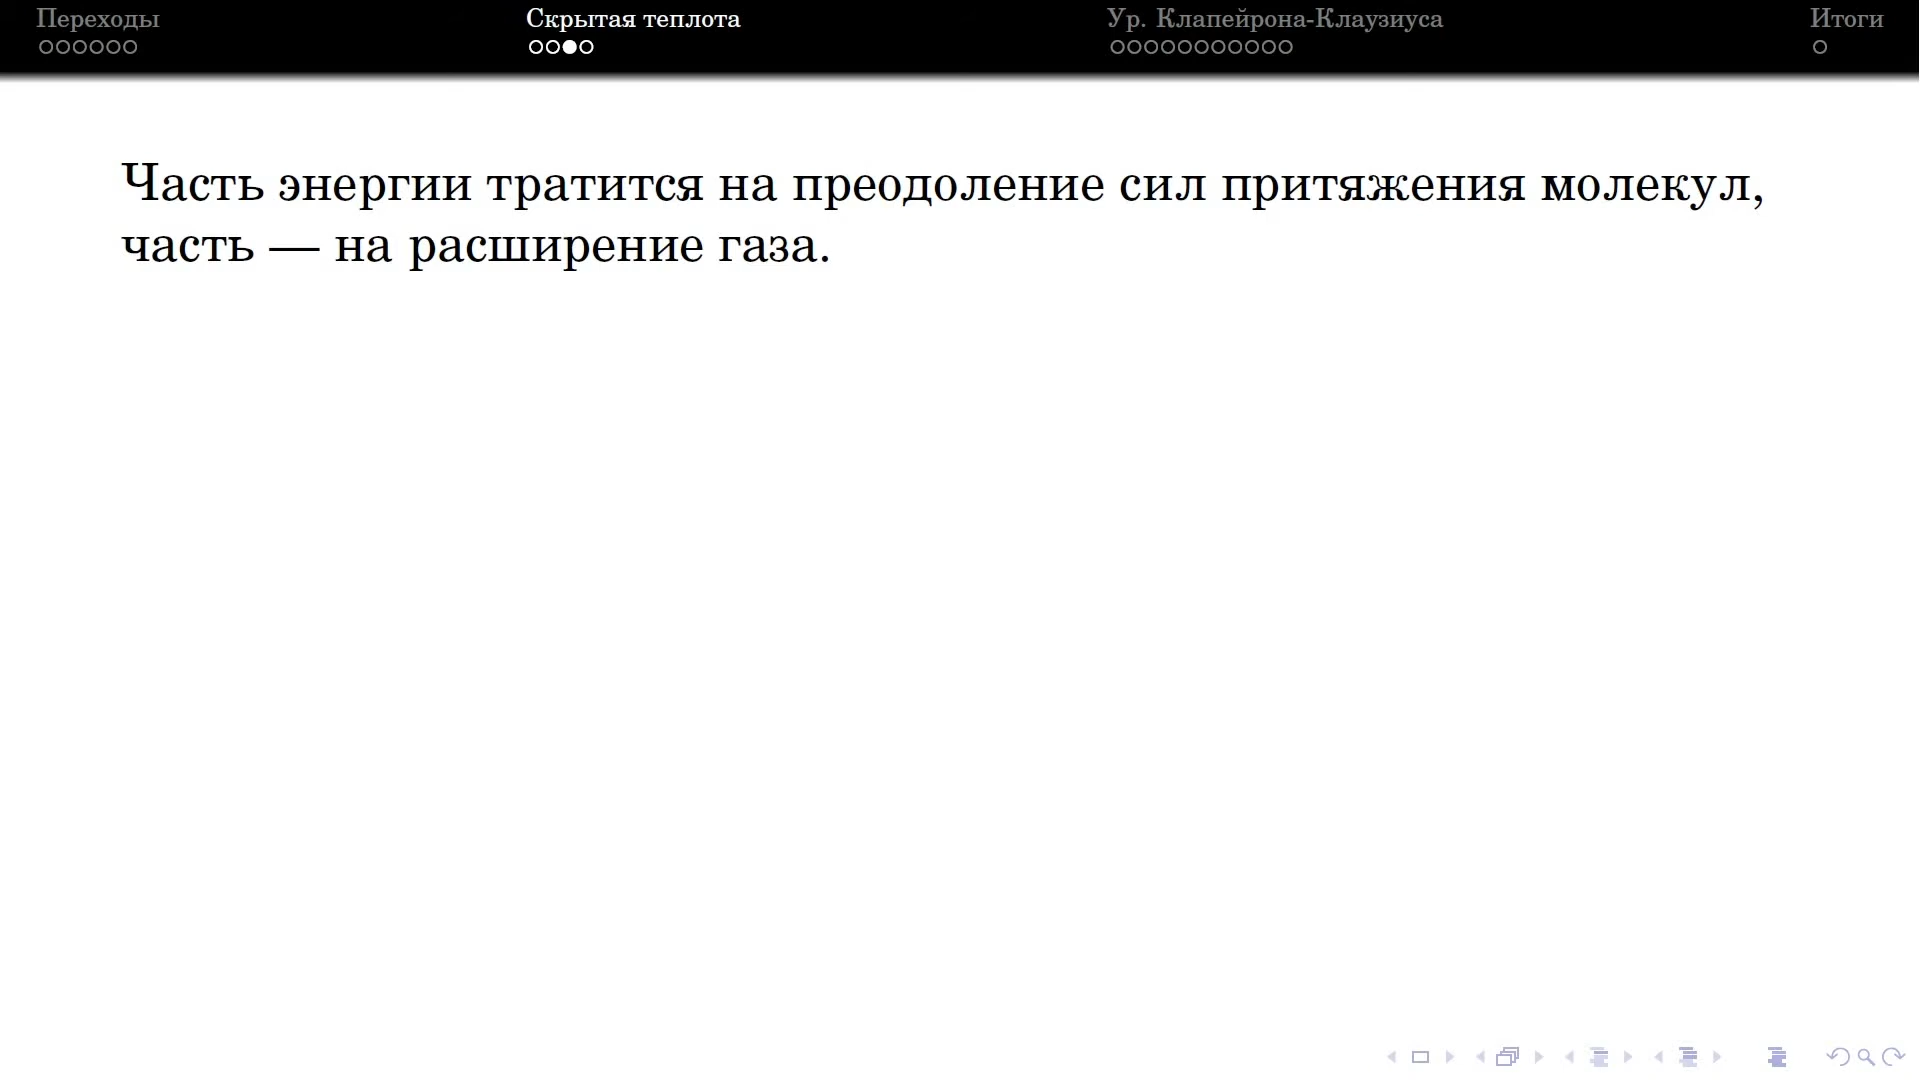 Переходы
Скрытая теплота
Ур. Клапейрона-Клаузиуса
Итоги
Часть энергии тратится на преодоление сил притяжения молекул,
часть — на расширение газа.